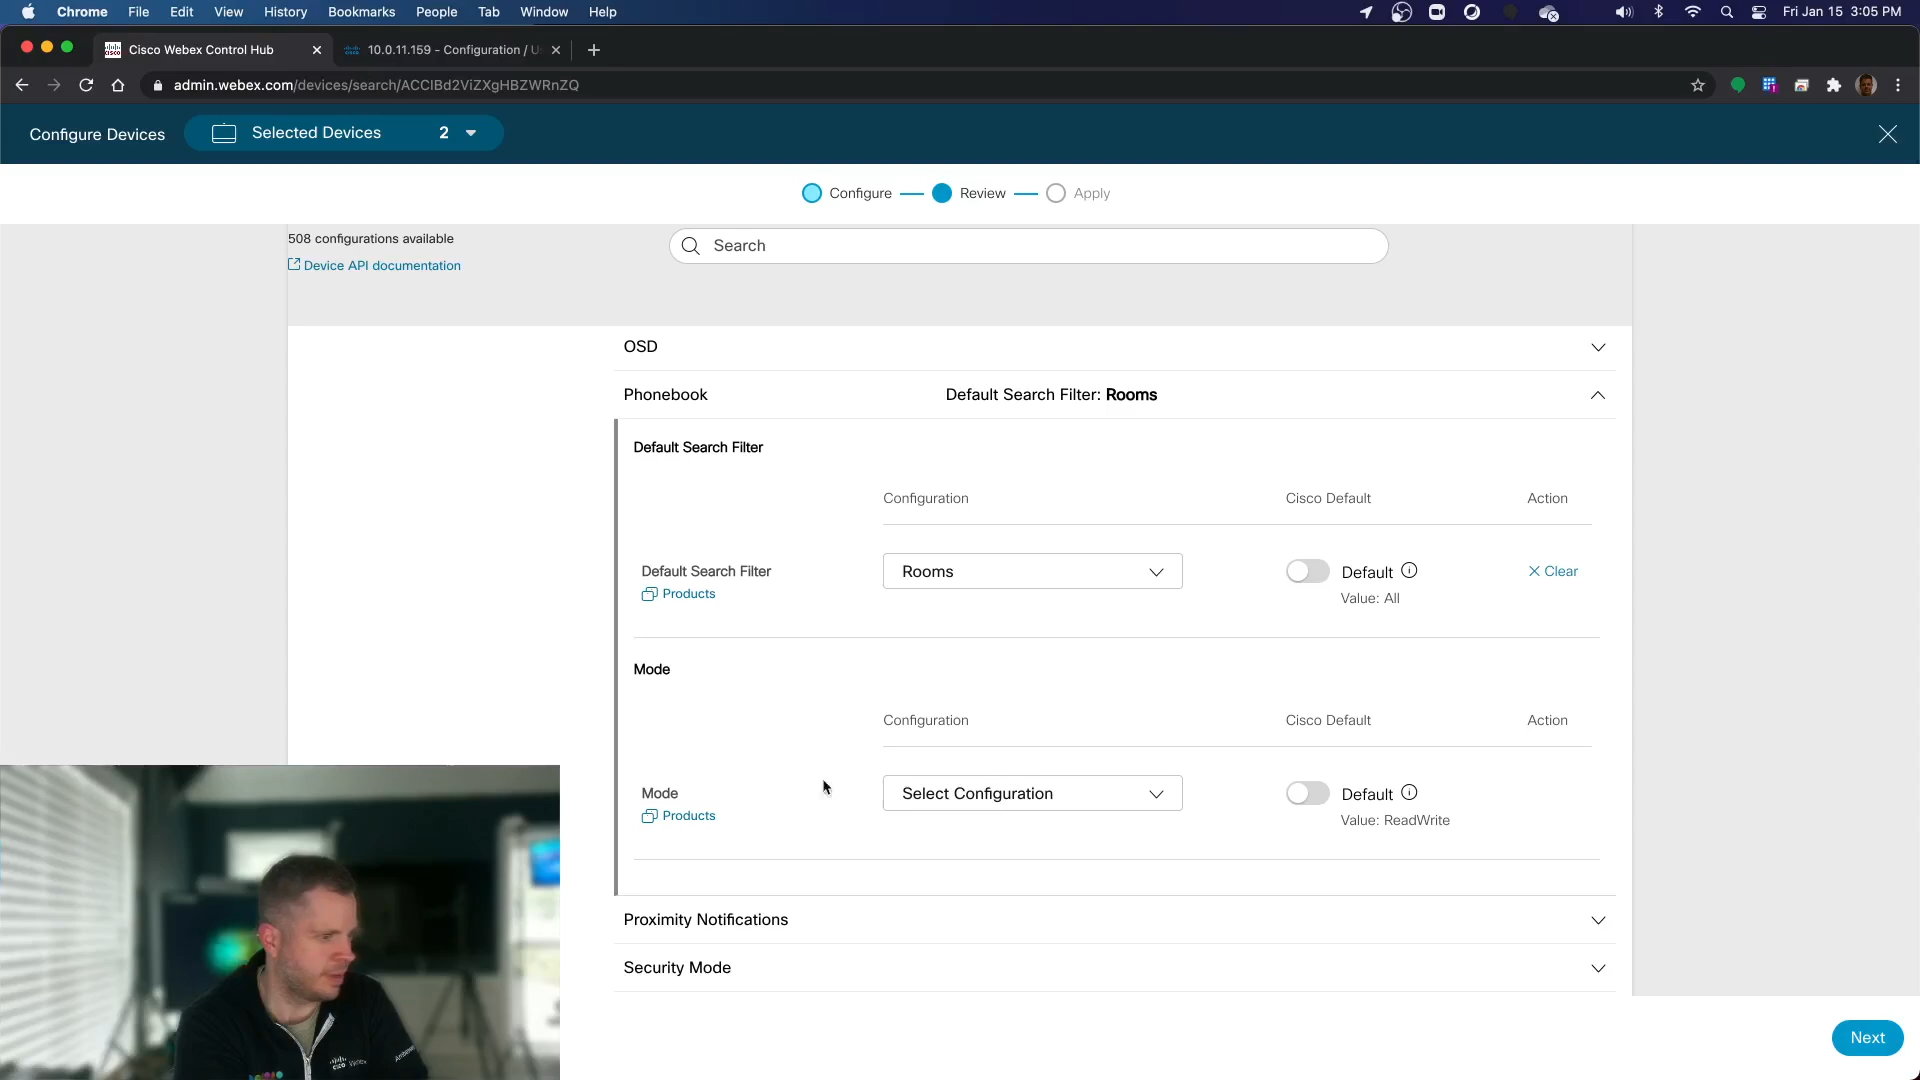 Chrome File Edit View History Bookmarks People Tab Window Help Fri Jan 15 3:05 PM
Cisco Webex Control Hub 10.0.11.159 - Configuration / U
admin.webex.com/devices/search/ACCIBd2ViZXgHBZWRnZQ
Configure Devices Selected Devices 2
Configure Review Apply
508 configurations available Search
Device API documentation
OSD
Phonebook Default Search Filter: Rooms
Default Search Filter
Configuration Cisco Default Action
Default Search Filter Rooms Default Clear
Products Value: All
Mode
Configuration Cisco Default Action
Mode Select Configuration Default
Products Value: ReadWrite
Proximity Notifications
Security Mode
Next
cisco Webex